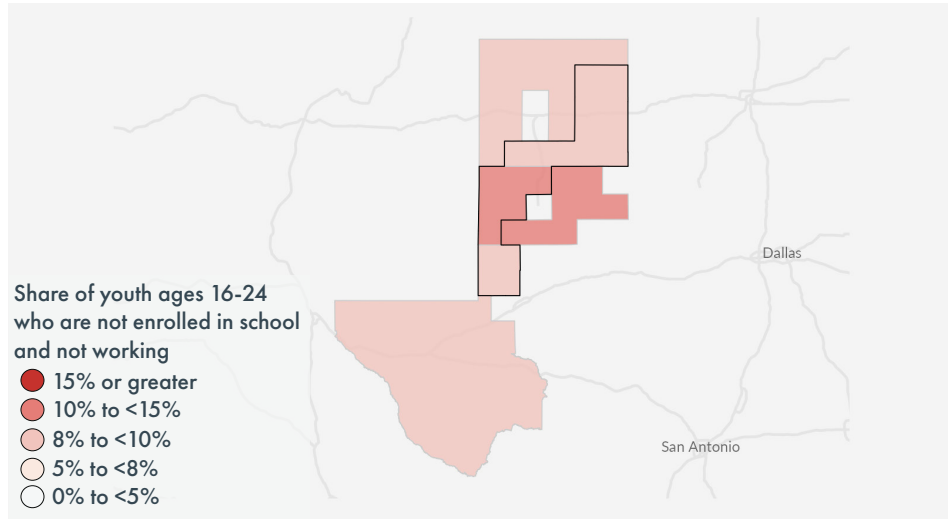 Dallas
Share of youth ages 16-24
who are not enrolled in school
and not working
15% or greater
10% to <15%
8% to <10%
5% to <8%
0% to <5%
San Antonio